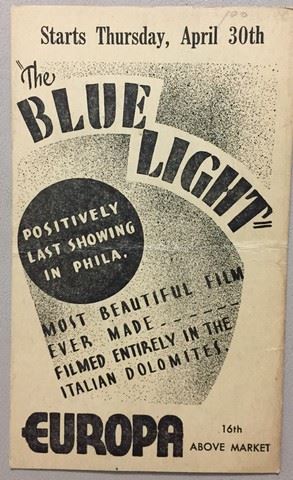 100
Starts Thursday, April 30th
"The
BLUE
LIGHT"
POSITIVELY
LAST SHOWING
IN PHILA.
MOST BEAUTIFUL FILM
EVER MADE - - - - - -
FILMED ENTIRELY IN THE
ITALIAN DOLOMITES.
EUROPA
16th
ABOVE MARKET